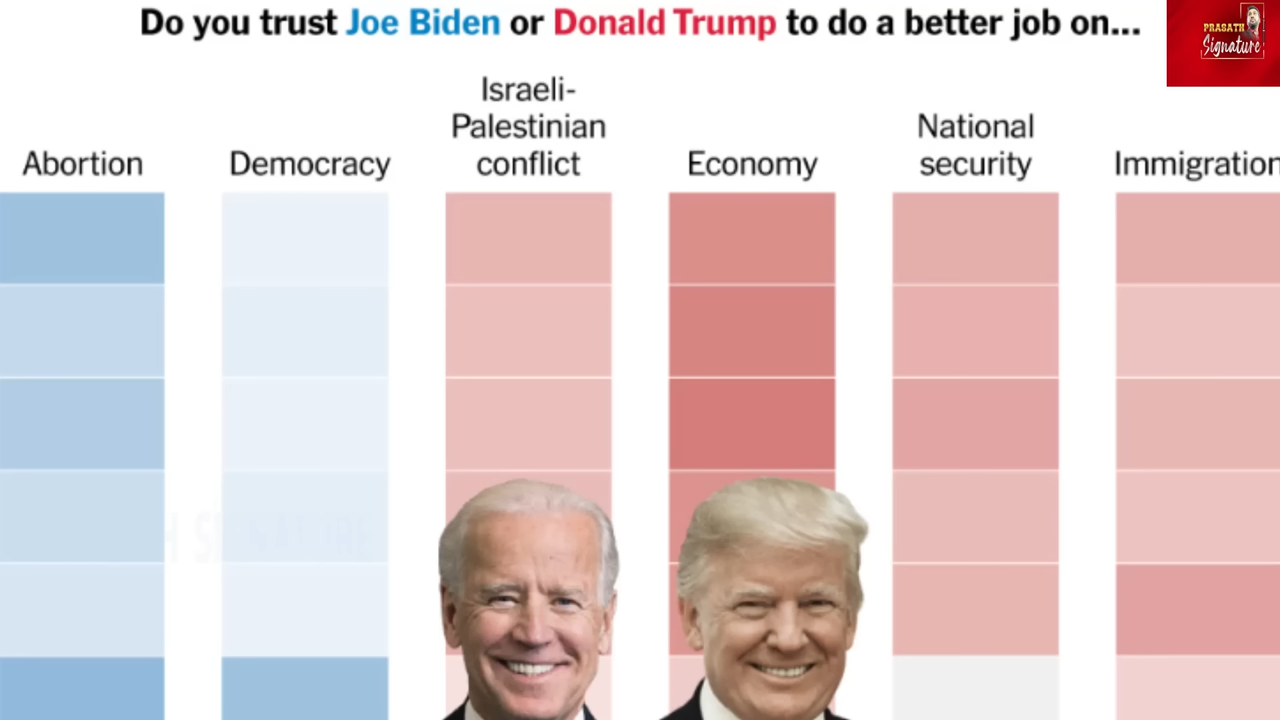 Do you trust Joe Biden or Donald Trump to do a better job on...
PRASATH
Signature
Abortion
Democracy
Israeli-
Palestinian
conflict
Economy
National
security
Immigration